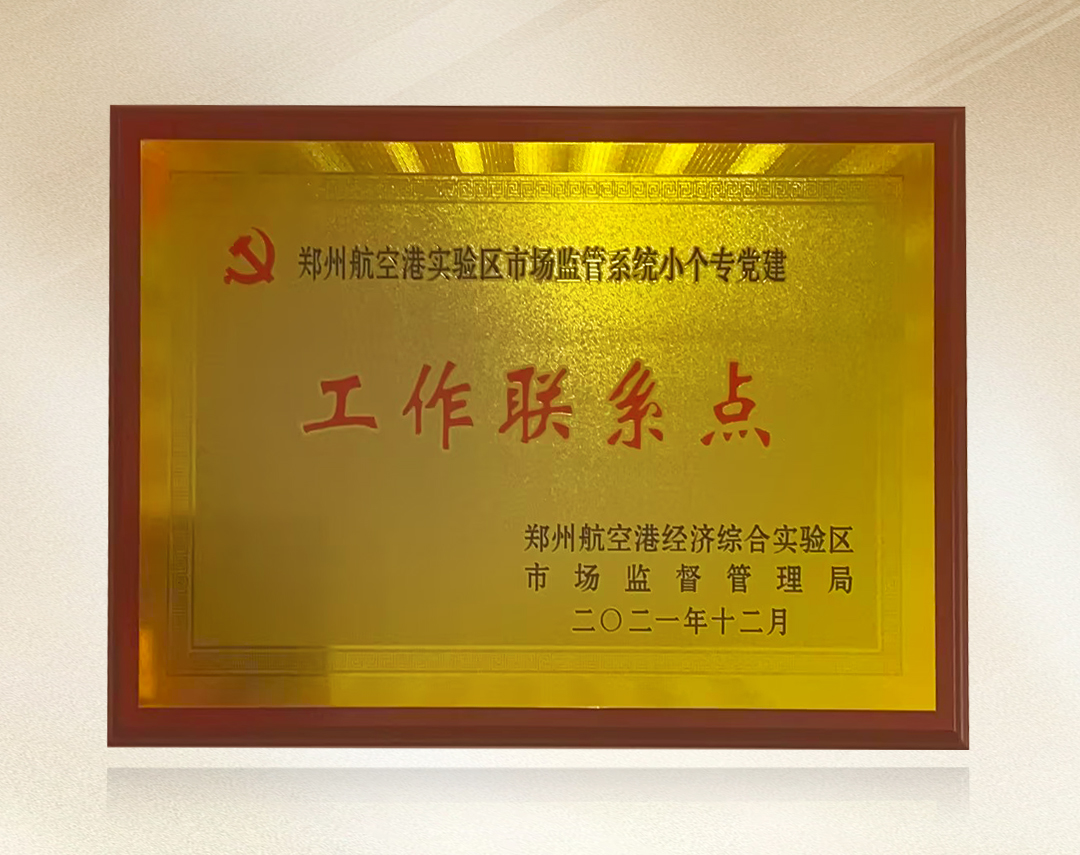 郑州航空港实验区市场监管系统小个专党建
工作联系点
郑州航空港经济综合实验区
市场监督管理局
二〇二一年十二月